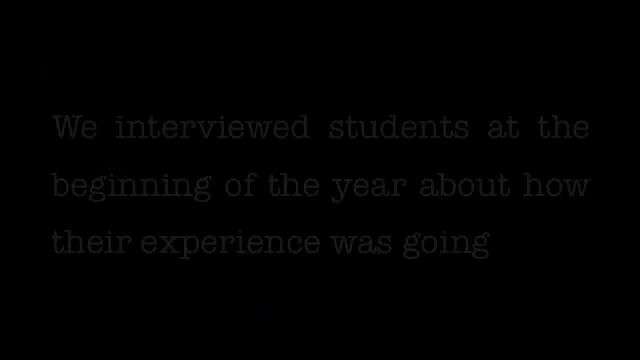 We interviewed students at the
beginning of the year about how
their experience was going